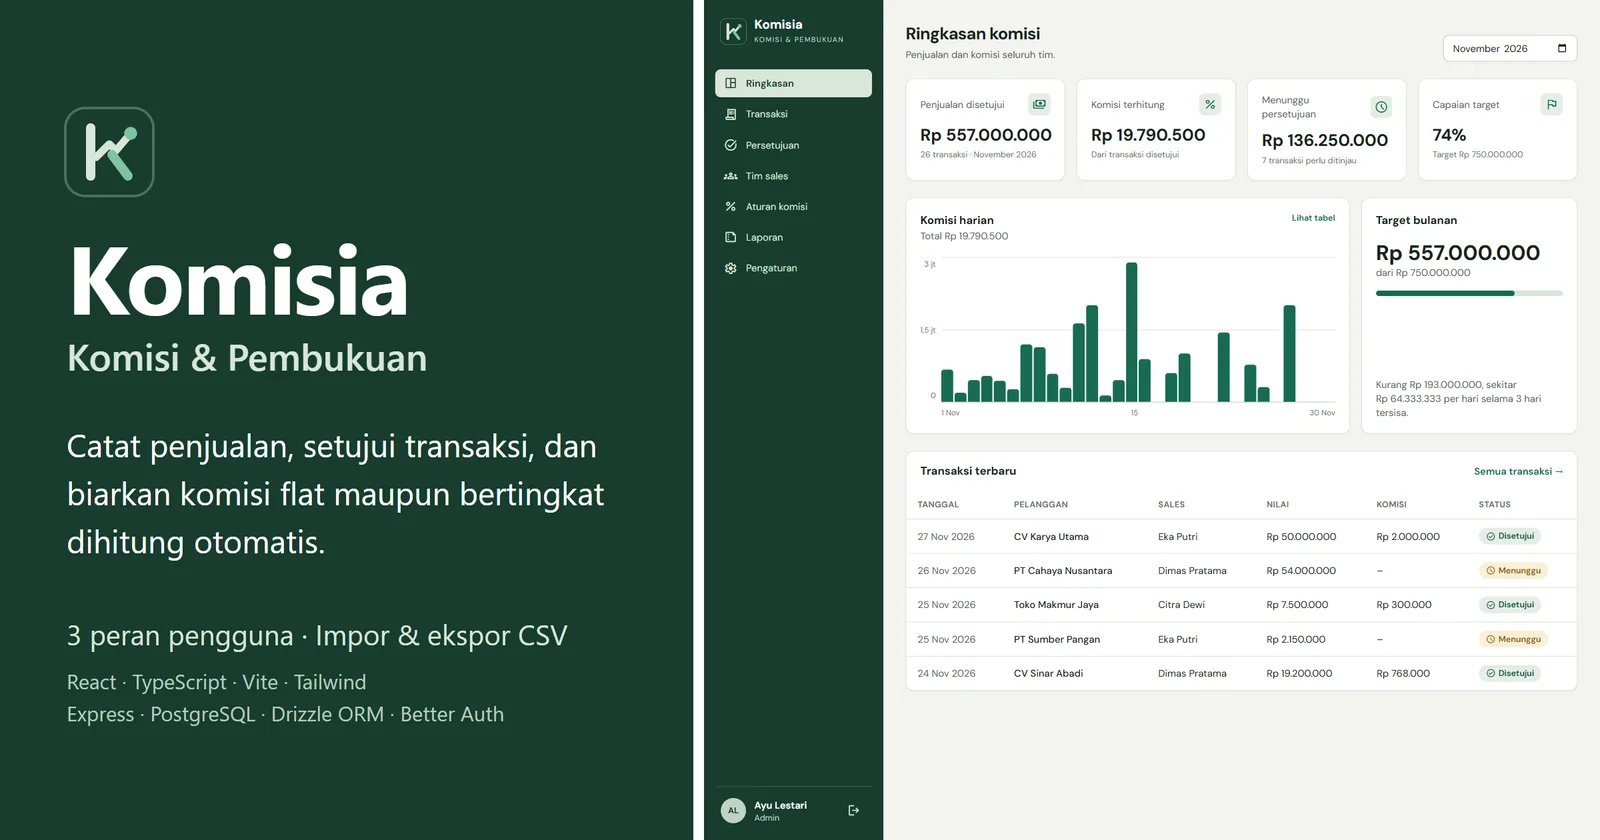 Komisia
Komisi & Pembukuan
Catat penjualan, setujui transaksi, dan
biarkan komisi flat maupun bertingkat
dihitung otomatis.
3 peran pengguna · Impor & ekspor CSV
React · TypeScript · Vite · Tailwind
Express · PostgreSQL · Drizzle ORM · Better Auth
Komisia
KOMISI & PEMBUKUAN
Ringkasan
Transaksi
Persetujuan
Tim sales
Aturan komisi
Laporan
Pengaturan
AL
Ayu Lestari
Admin
Ringkasan komisi
Penjualan dan komisi seluruh tim.
November 2026
Penjualan disetujui
Rp 557.000.000
26 transaksi · November 2026
Komisi terhitung
Rp 19.790.500
Dari transaksi disetujui
Menunggu
persetujuan
Rp 136.250.000
7 transaksi perlu ditinjau
Capaian target
74%
Target Rp 750.000.000
Komisi harian
Lihat tabel
Total Rp 19.790.500
3 jt
1,5 jt
0
1 Nov
15
30 Nov
Target bulanan
Rp 557.000.000
dari Rp 750.000.000
Kurang Rp 193.000.000, sekitar
Rp 64.333.333 per hari selama 3 hari
tersisa.
Transaksi terbaru
Semua transaksi →
TANGGAL PELANGGAN SALES NILAI KOMISI STATUS
27 Nov 2026 CV Karya Utama Eka Putri Rp 50.000.000 Rp 2.000.000 Disetujui
26 Nov 2026 PT Cahaya Nusantara Dimas Pratama Rp 54.000.000 – Menunggu
25 Nov 2026 Toko Makmur Jaya Citra Dewi Rp 7.500.000 Rp 300.000 Disetujui
25 Nov 2026 PT Sumber Pangan Eka Putri Rp 2.150.000 – Menunggu
24 Nov 2026 CV Sinar Abadi Dimas Pratama Rp 19.200.000 Rp 768.000 Disetujui